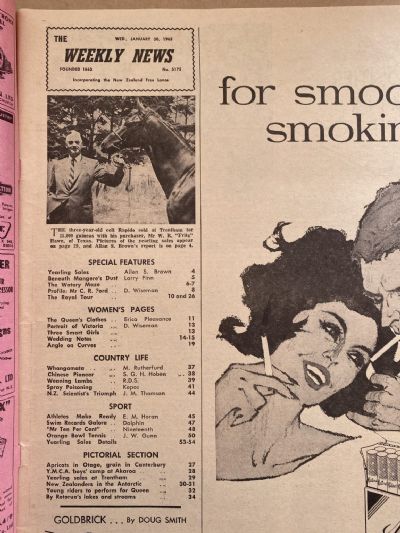 THE
WED., JANUARY 30, 1963
WEEKLY NEWS
FOUNDED 1863
No. 5175
Incorporating the New Zealand Free Lance
THE three-year-old colt Rapido sold at Trentham for
guineas with his purchaser, Mr W. R. "Fritz"
Hawn, of Texas. Pictures of the yearling sales appear
on page 29, and Allan S. Brown's report is on page 4.
SPECIAL FEATURES
Yearling Sales .. Allan S. Brown 4
Beneath Mangere's Dust Larry Finn 5
The Watery Maze .. 6-7
Profile: Mr C. R. Ford .. D. Wiseman 8
The Royal Tour .. 10 and 26
WOMEN'S PAGES
The Queen's Clothes .. Erica Pleasance 11
Portrait of Victoria .. D. Wiseman 13
Three Smart Girls .. 13
Wedding Notes .. 14-15
Angle on Curves .. 19
COUNTRY LIFE
Whangamata .. M. Rutherfurd 37
Chinese Pioneer .. S. G. H. Hoben .. 38
Weaning Lambs .. R.D.S. 39
Spray Poisoning .. Kopos 41
N.Z. Scientist's Triumph J. M. Thomson 44
SPORT
Athletes Make Ready E. M. Horan 45
Swim Records Galore .. Dolphin 47
"Mr Ten Per Cent" .. Nineteenth 48
Orange Bowl Tennis .. J. W. Gunn 50
Yearling Sales Details .. 53-54
PICTORIAL SECTION
Apricots in Otago, grain in Canterbury 27
Y.M.C.A. boys' camp at Akaroa .. 28
Yearling sales at Trentham .. 29
New Zealanders in the Antarctic .. 30-31
Young riders to perform for Queen .. 32
By Rotorua's lakes and streams .. 34
GOLDBRICK . . . By DOUG SMITH
for smoo
smokin